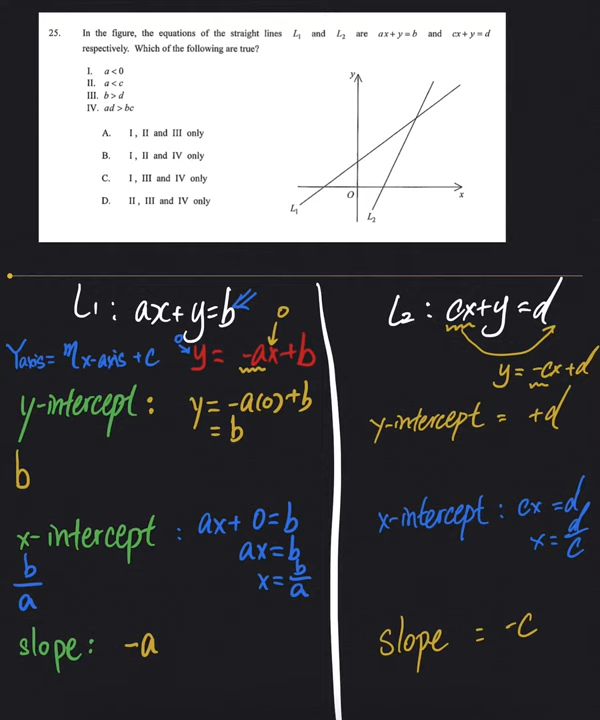 25. In the figure, the equations of the straight lines L₁ and L₂ are ax + y = b and cx + y = d
respectively. Which of the following are true?
I. a < 0
II. a < c
III. b > d
IV. ad > bc
A. I, II and III only
B. I, II and IV only
C. I, III and IV only
D. II, III and IV only
y
O
x
L₁
L₂
L₁ : ax+y=b
0
Yaxis = mx-axis + c
0
y = -ax+b
y-intercept : y = -a(0)+b
= b
b
x-intercept : ax+ 0=b
ax=b
x= b/a
b/a
slope: -a
L₂ : cx+y =d
y = -cx+d
y-intercept = +d
x-intercept : cx =d
x= d/c
slope = -c